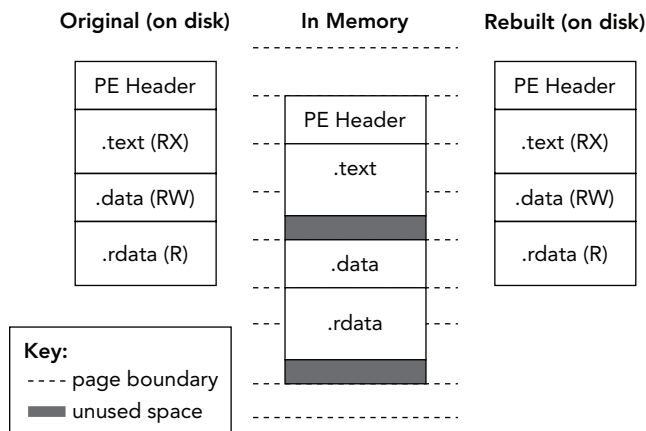 Original (on disk)
In Memory
Rebuilt (on disk)
PE Header
.text (RX)
.data (RW)
.rdata (R)
PE Header
.text
.data
.rdata
PE Header
.text (RX)
.data (RW)
.rdata (R)
Key:
page boundary
unused space